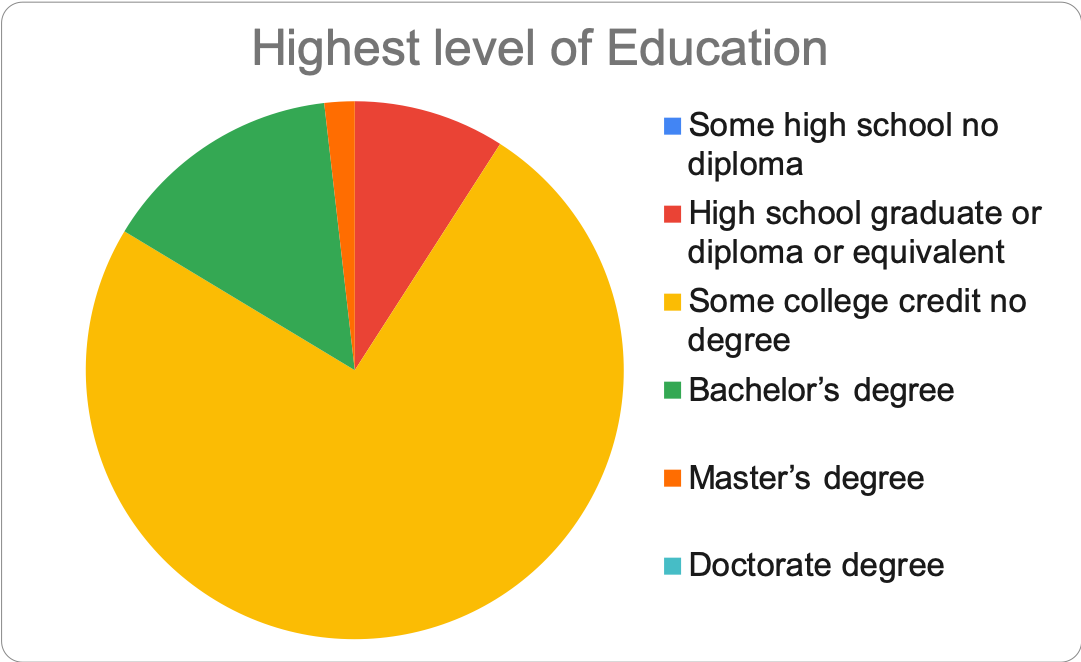 Highest level of Education
Some high school no
diploma
High school graduate or
diploma or equivalent
Some college credit no
degree
Bachelor’s degree
Master’s degree
Doctorate degree